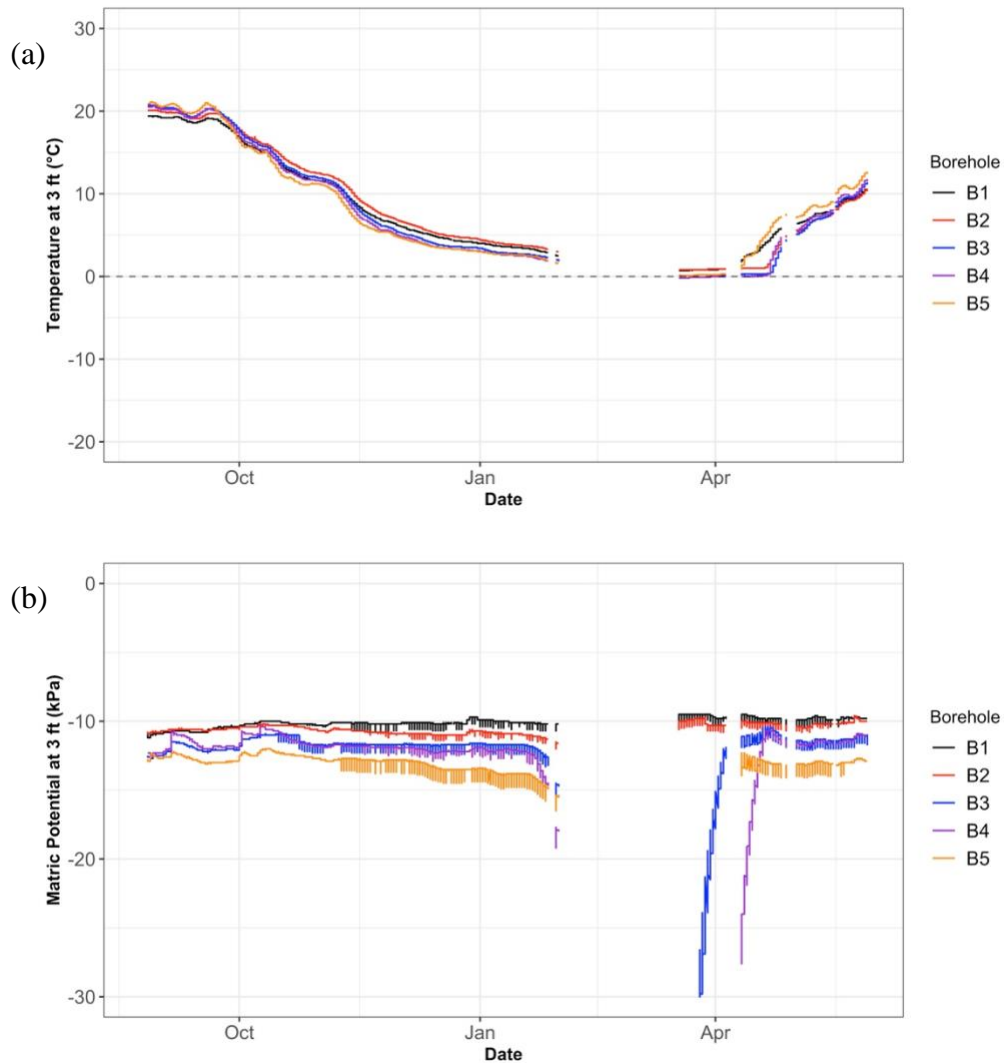 (a)
Temperature at 3 ft (°C)
30
20
10
0
-10
-20
Oct
Jan
Apr
Date
Borehole
B1
B2
B3
B4
B5
(b)
Matric Potential at 3 ft (kPa)
0
-10
-20
-30
Oct
Jan
Apr
Date
Borehole
B1
B2
B3
B4
B5